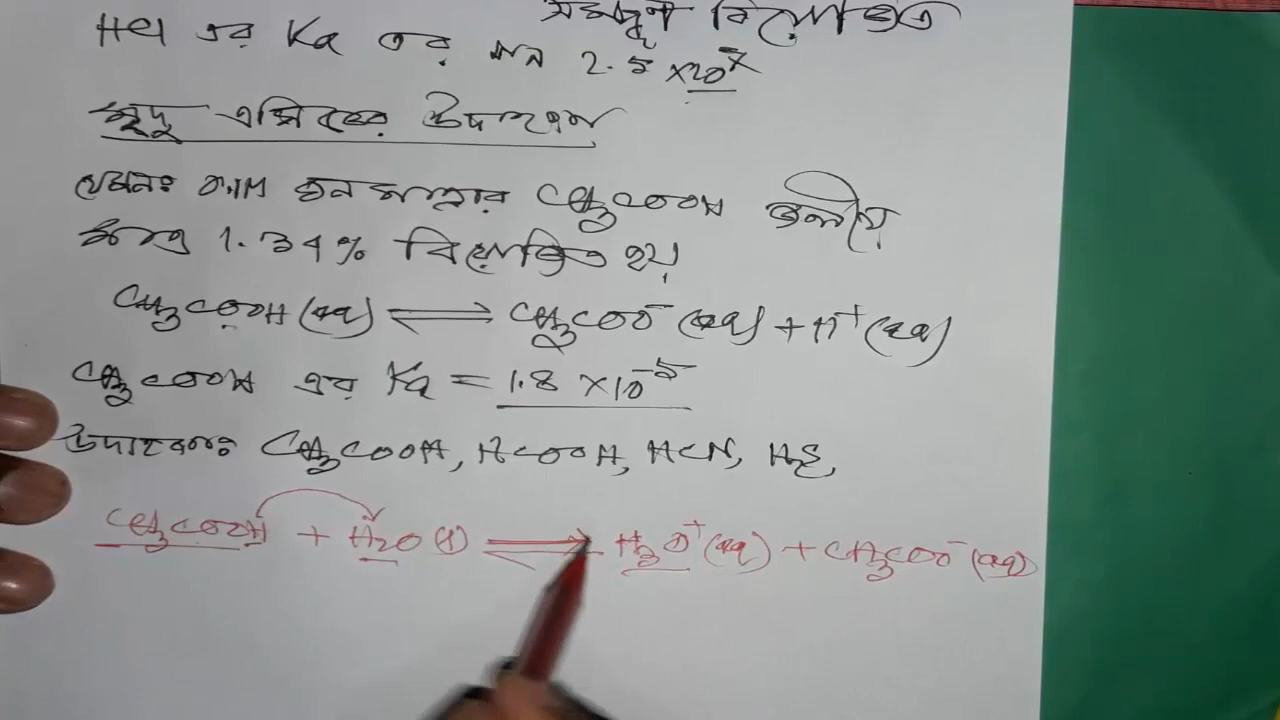 সম্পূর্ণ বিয়োজিত
HCl এর Ka এর মান 2.5 ×10⁷
মৃদু এসিডের উদাহরণ
যেমনঃ 0.1M ঘনমাত্রার CH₃COOH জলীয়
মাত্র 1.34% বিয়োজিত হয়
CH₃COOH (aq) ⇌ CH₃COO⁻ (aq) + H⁺ (aq)
CH₃COOH এর Ka = 1.8 ×10⁻⁵
উদাহরণঃ CH₃COOH, HCOOH, HCN, H₂S,
CH₃COOH + H₂O (l) ⇌ H₃O⁺ (aq) + CH₃COO⁻ (aq)